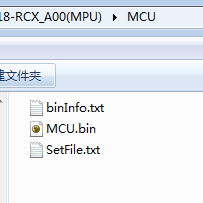 18-RCX_A00(MPU) MCU
建文件夹
binInfo.txt
MCU.bin
SetFile.txt